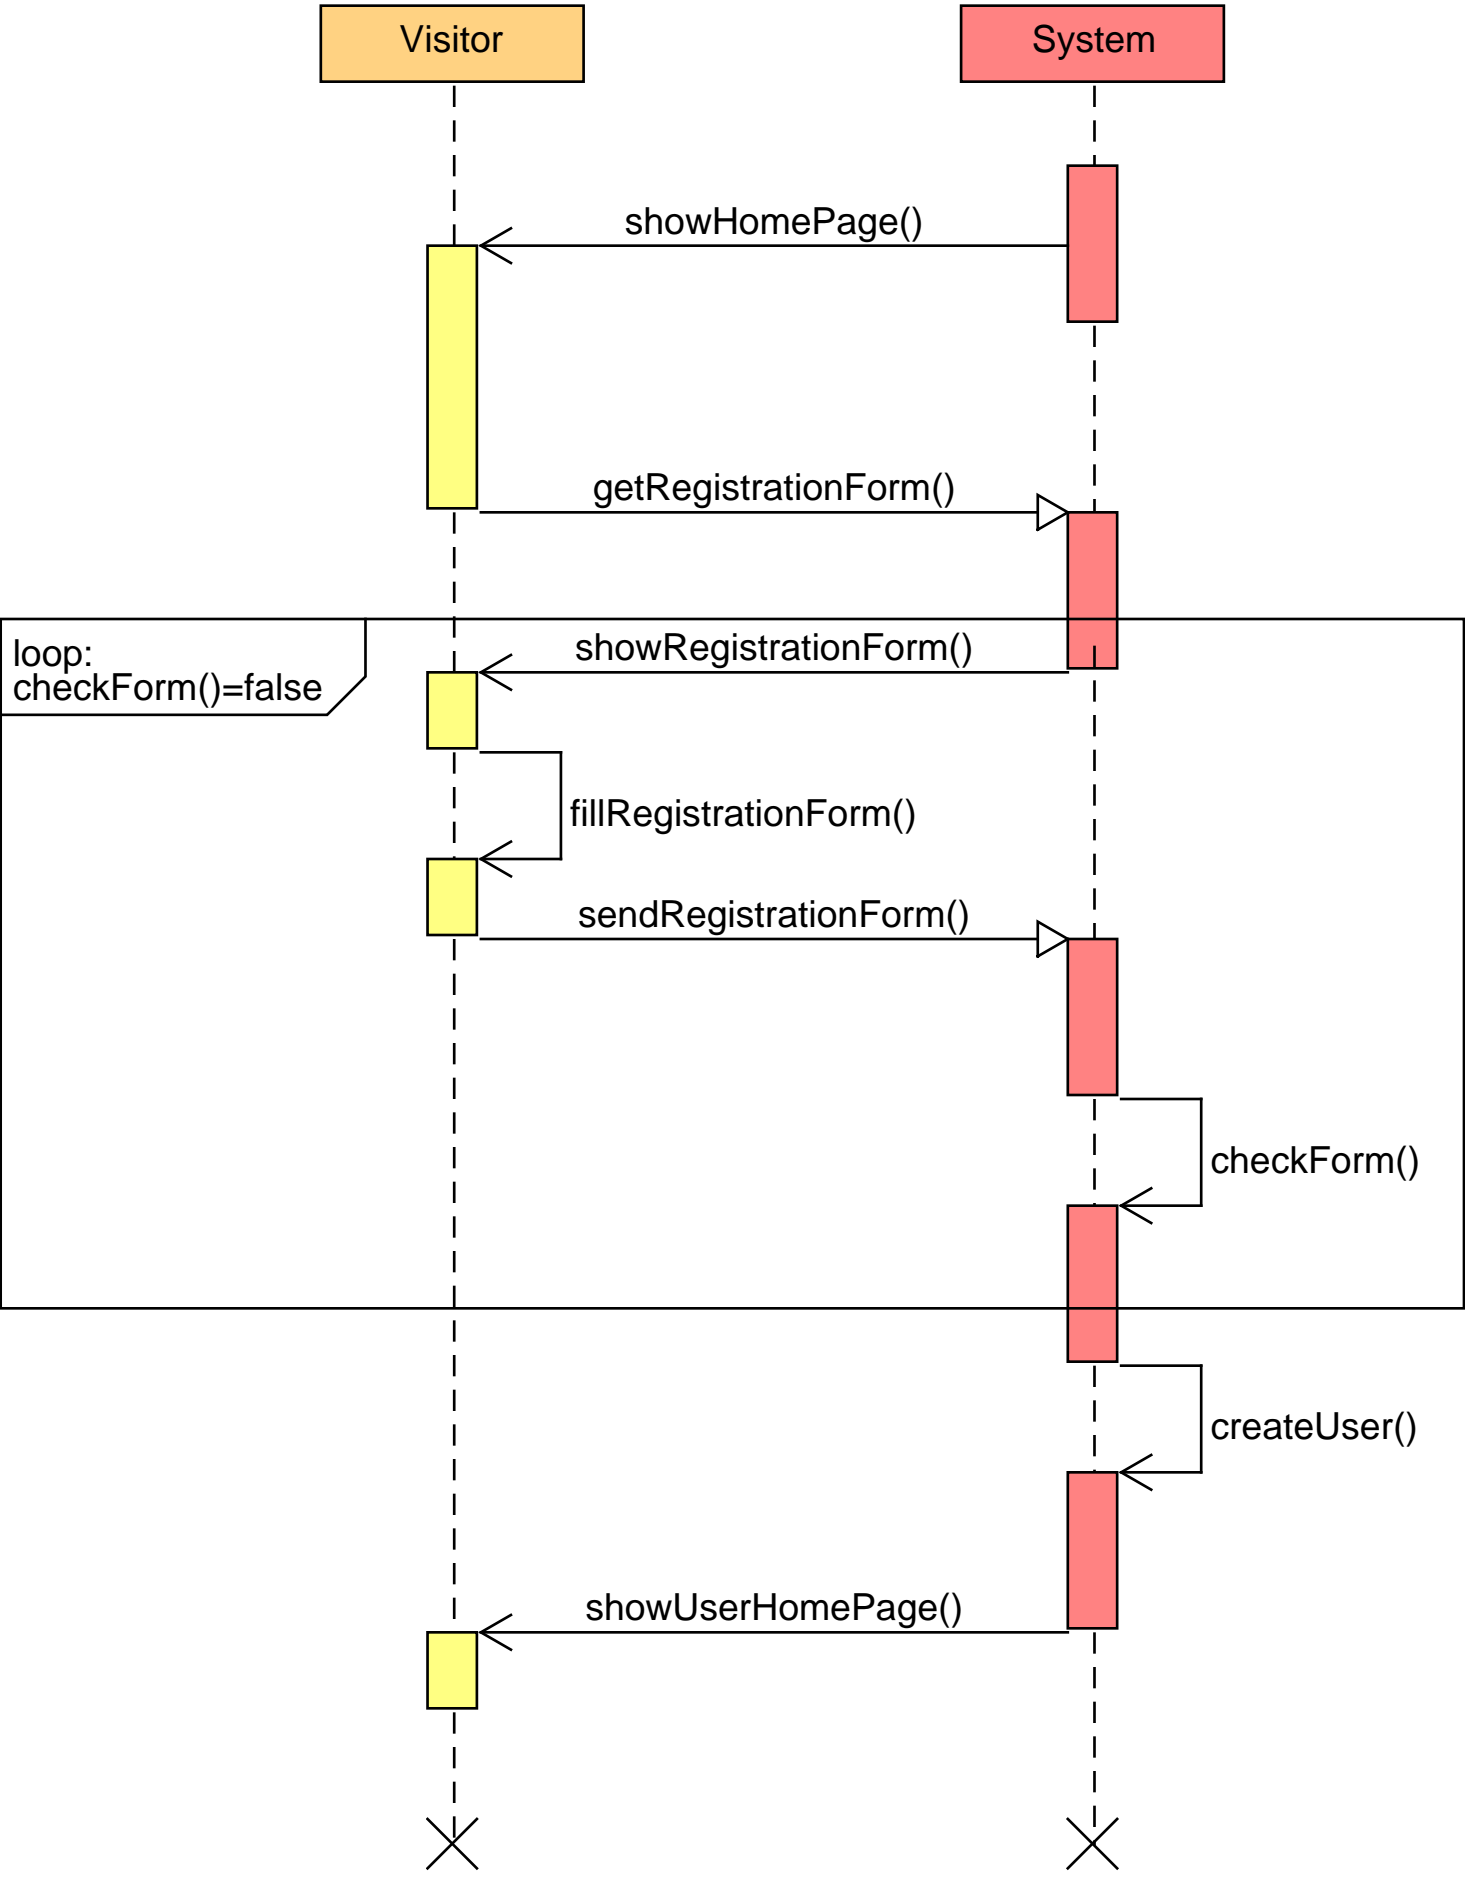 Visitor
System
showHomePage()
getRegistrationForm()
loop:
checkForm()=false
showRegistrationForm()
fillRegistrationForm()
sendRegistrationForm()
checkForm()
createUser()
showUserHomePage()